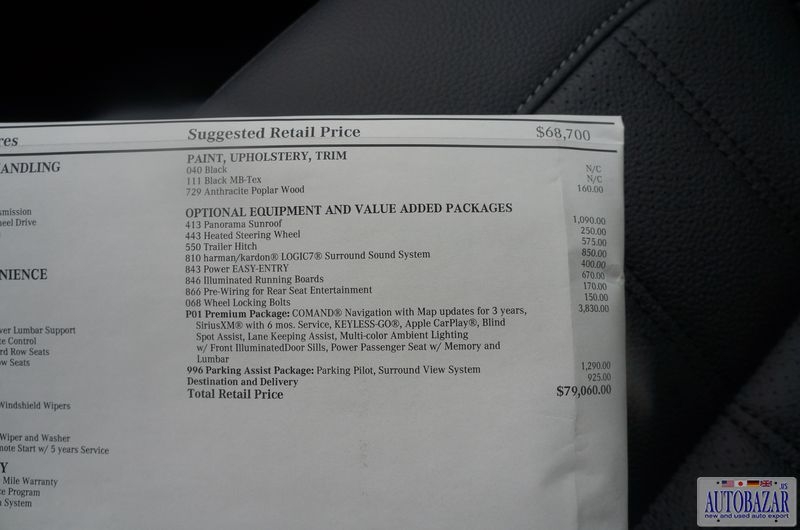 res
Suggested Retail Price $68,700
PAINT, UPHOLSTERY, TRIM
040 Black N/C
111 Black MB-Tex N/C
729 Anthracite Poplar Wood 160.00
OPTIONAL EQUIPMENT AND VALUE ADDED PACKAGES
413 Panorama Sunroof 1,090.00
443 Heated Steering Wheel 250.00
550 Trailer Hitch 575.00
810 harman/kardon® LOGIC7® Surround Sound System 850.00
843 Power EASY-ENTRY 400.00
846 Illuminated Running Boards 670.00
866 Pre-Wiring for Rear Seat Entertainment 170.00
068 Wheel Locking Bolts 150.00
P01 Premium Package: COMAND® Navigation with Map updates for 3 years, 3,830.00
SiriusXM® with 6 mos. Service, KEYLESS-GO®, Apple CarPlay®, Blind
Spot Assist, Lane Keeping Assist, Multi-color Ambient Lighting
w/ Front IlluminatedDoor Sills, Power Passenger Seat w/ Memory and
Lumbar
996 Parking Assist Package: Parking Pilot, Surround View System 1,290.00
Destination and Delivery 925.00
Total Retail Price $79,060.00
ANDLING
smission
eel Drive
NIENCE
ver Lumbar Support
te Control
rd Row Seats
ow Seats
Windshield Wipers
Wiper and Washer
note Start w/ 5 years Service
Y
Mile Warranty
ce Program
n System
AUTOBAZAR.US
new and used auto export